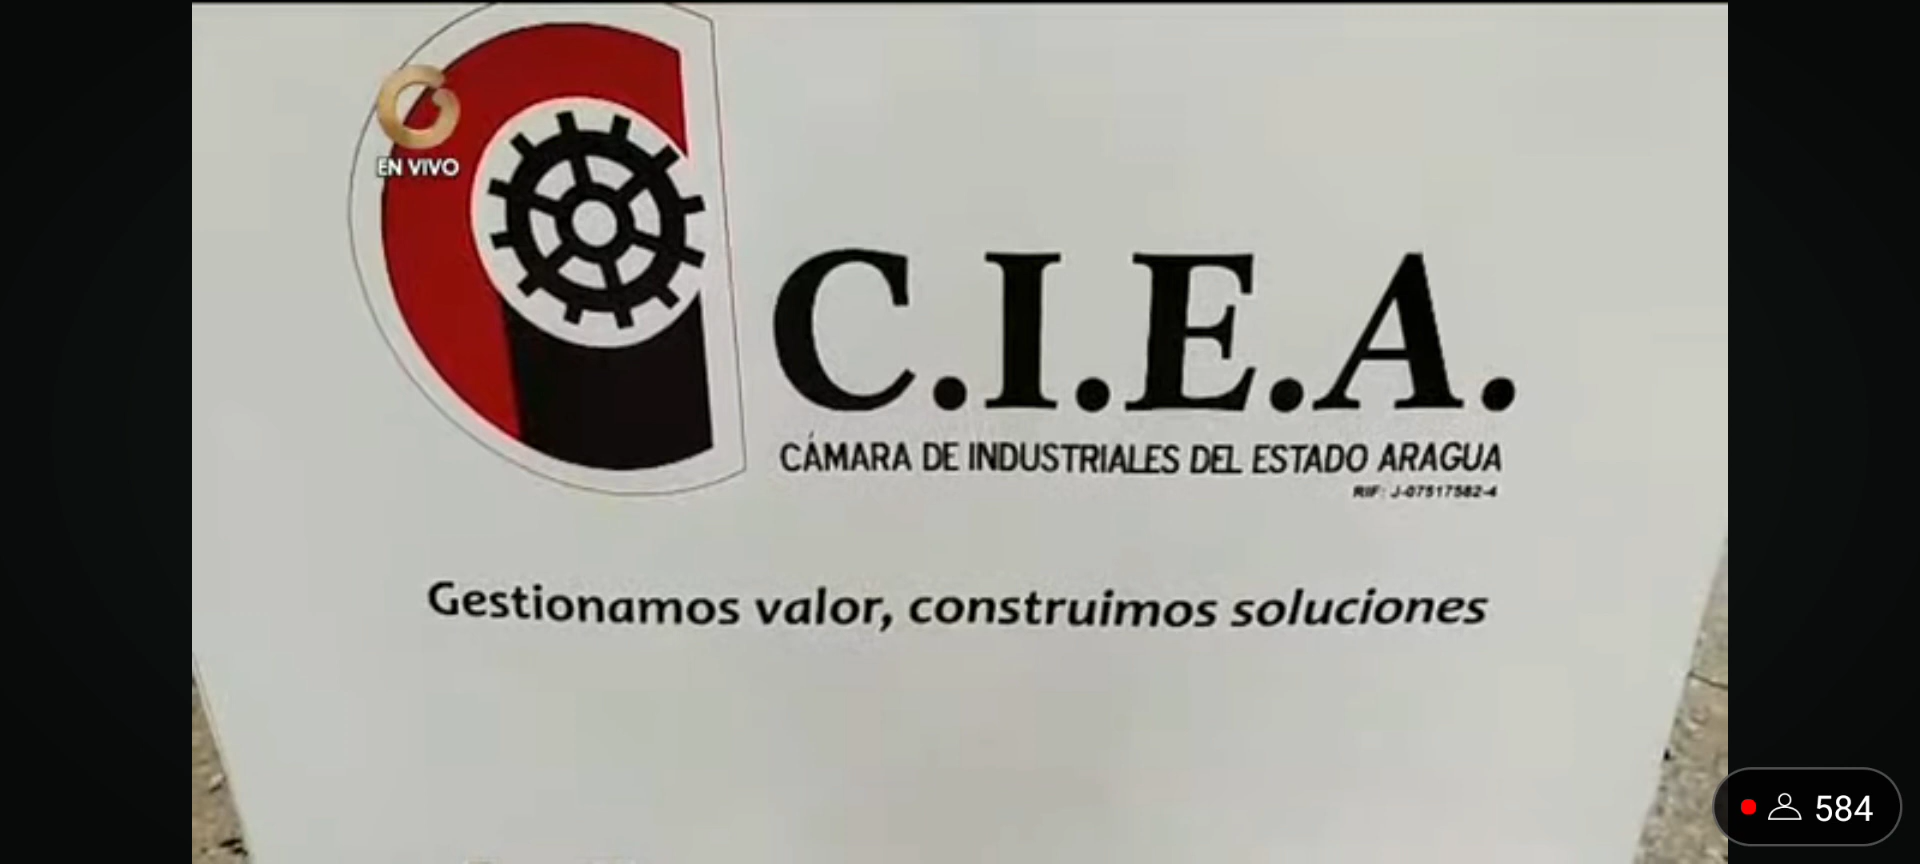 EN VIVO
C.I.E.A.
CÁMARA DE INDUSTRIALES DEL ESTADO ARAGUA
RIF: J-07517582-4
Gestionamos valor, construimos soluciones
584